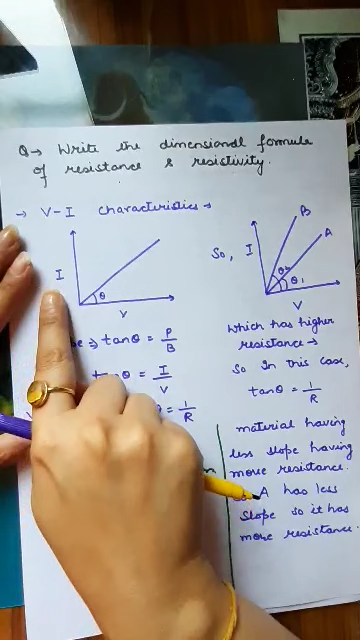 Q → Write the dimensional formula
of resistance & resistivity.
→ V-I characteristics →
I
θ
V
tanθ = P/B
tanθ = I/V
θ = 1/R
So, I
B
A
θ2
θ1
V
which has higher
resistance →
So In this case,
tanθ = 1/R
material having
less slope having
more resistance.
A has less
slope so it has
more resistance.